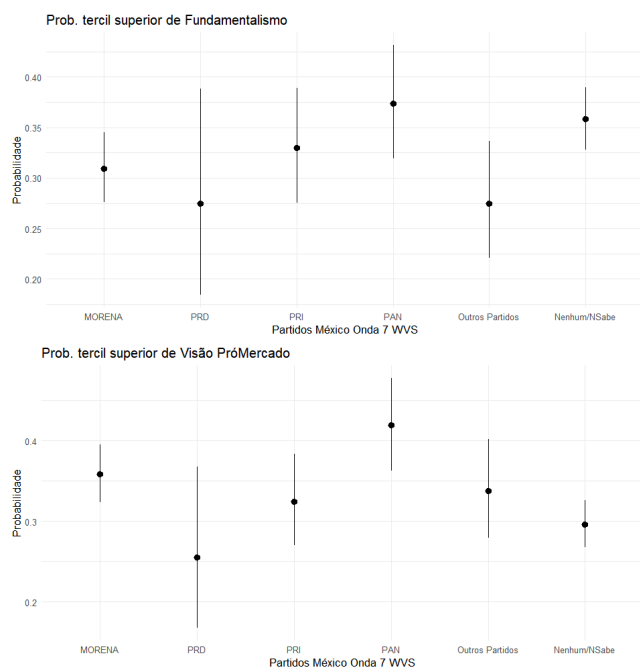 Prob. tercil superior de Fundamentalismo
0.40
0.35
0.30
0.25
0.20
Probabilidade
MORENA PRD PRI PAN Outros Partidos Nenhum/NSabe
Partidos México Onda 7 WVS
Prob. tercil superior de Visão PróMercado
0.4
0.3
0.2
Probabilidade
MORENA PRD PRI PAN Outros Partidos Nenhum/NSabe
Partidos México Onda 7 WVS